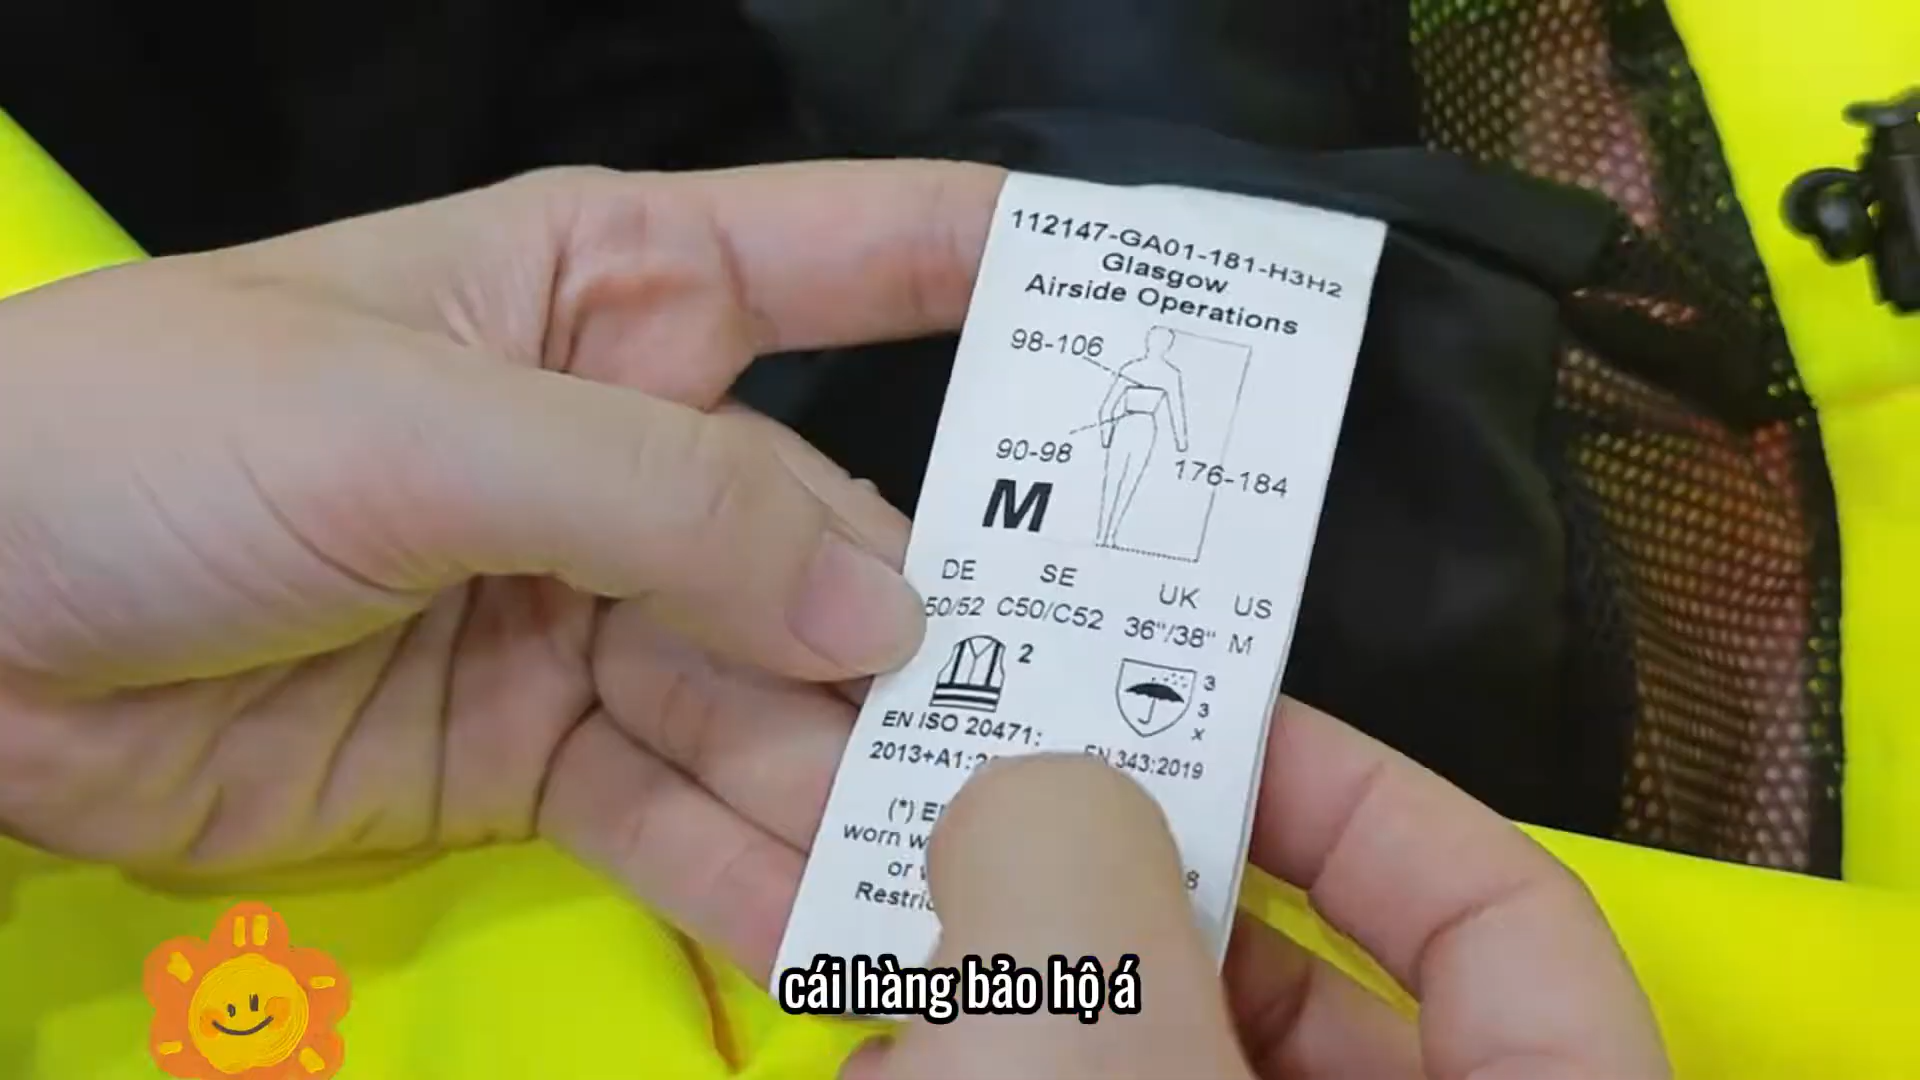 112147-GA01-181-H3H2
Glasgow
Airside Operations
98-106
90-98
176-184
M
DE SE UK US
50/52 C50/C52 36"/38" M
2
3
3
x
EN ISO 20471:
2013+A1:
EN 343:2019
(*)
worn
or
8
cái hàng bảo hộ á